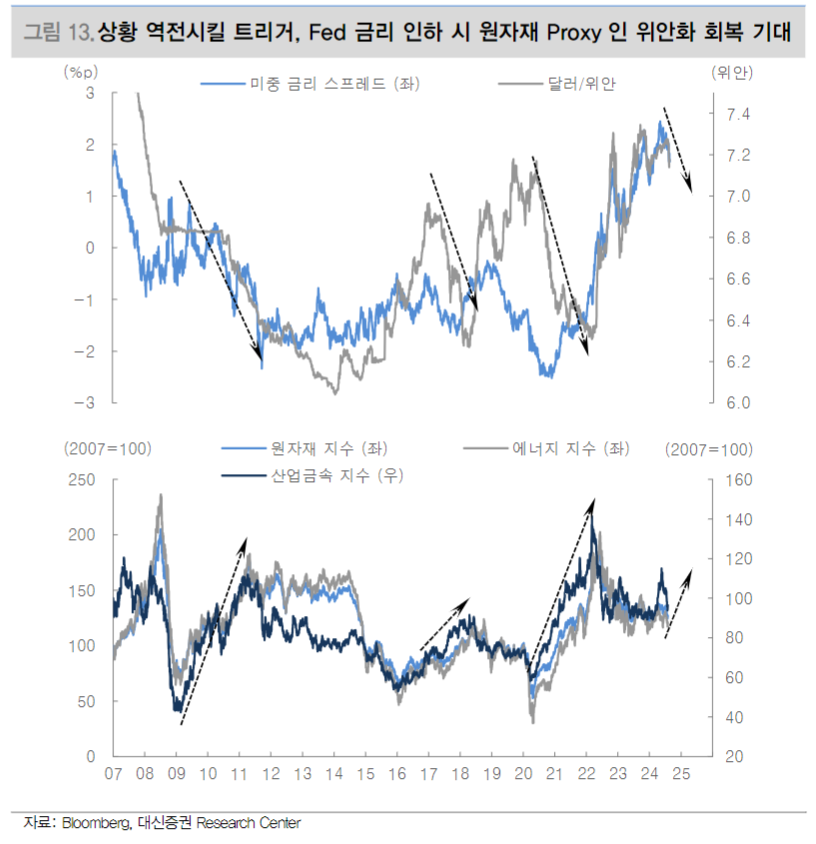 그림 13. 상황 역전시킬 트리거, Fed 금리 인하 시 원자재 Proxy 인 위안화 회복 기대
(%p) (위안)
미중 금리 스프레드 (좌) 달러/위안
3 7.4
2 7.2
1 7.0
0 6.8
-1 6.6
-2 6.4
-3 6.2
6.0
(2007=100) 원자재 지수 (좌) 에너지 지수 (좌) (2007=100)
산업금속 지수 (우)
250 160
200 140
150 120
100 100
50 80
0 60
40
20
07 08 09 10 11 12 13 14 15 16 17 18 19 20 21 22 23 24 25
자료: Bloomberg, 대신증권 Research Center